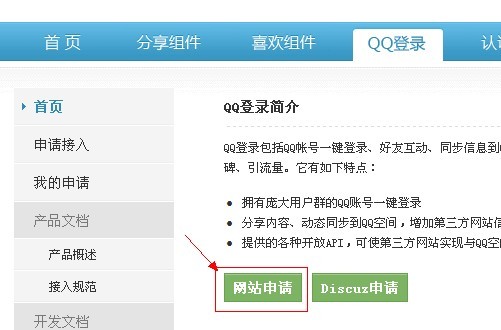 首 页 分享组件 喜欢组件 QQ登录
首页
申请接入
我的申请
产品文档
产品概述
接入规范
开发文档
QQ登录简介
QQ登录包括QQ帐号一键登录、好友互动、同步信息到
碑、引流量。它有如下特点：
拥有庞大用户群的QQ账号一键登录
分享内容、动态同步到QQ空间，增加第三方网站
提供的各种开放API，可使第三方网站实现与QQ空
网站申请 Discuz申请